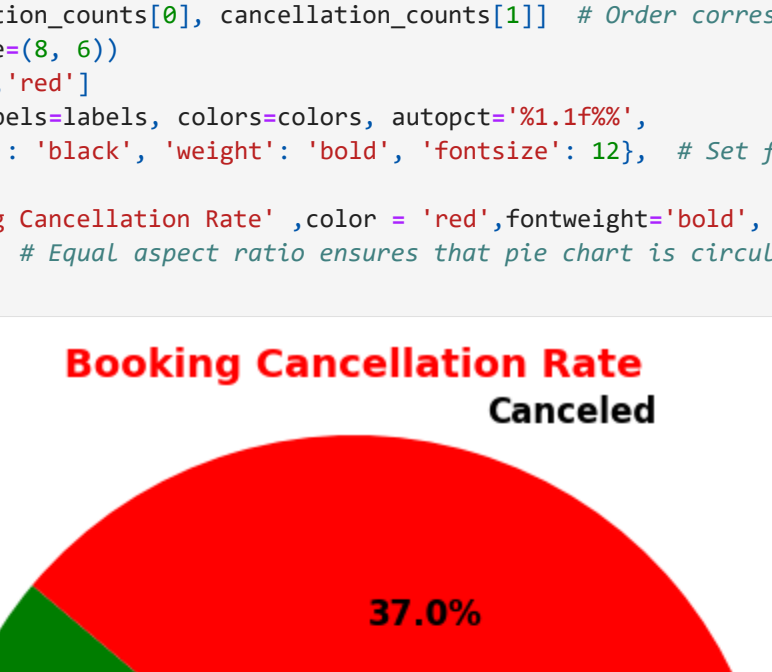 tion_counts[0], cancellation_counts[1]] # Order corres
e=(8, 6))
'red']
bels=labels, colors=colors, autopct='%1.1f%%',
: 'black', 'weight': 'bold', 'fontsize': 12}, # Set f
g Cancellation Rate' ,color = 'red',fontweight='bold',
# Equal aspect ratio ensures that pie chart is circul
Booking Cancellation Rate
Canceled
37.0%